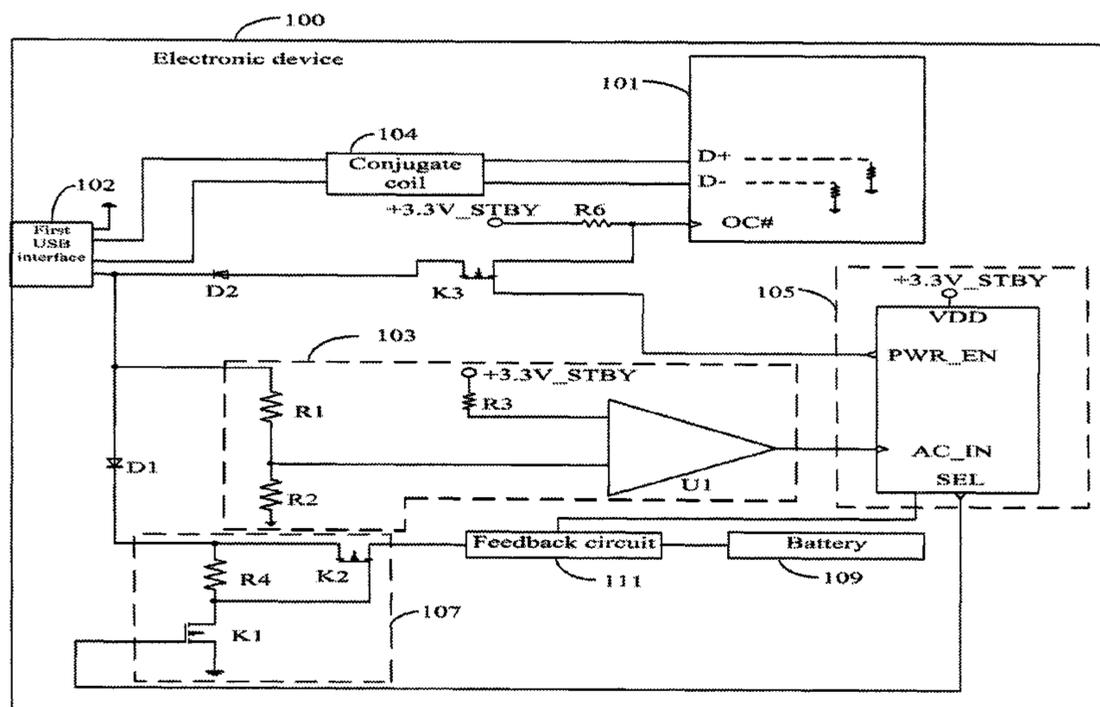 100
Electronic device
101
104
Conjugate
coil
D+
D-
102
First
USB
interface
+3.3V_STBY
R6
OC#
D2
K3
105
+3.3V_STBY
VDD
PWR_EN
103
+3.3V_STBY
R1
R3
D1
AC_IN
R2
U1
SEL
Feedback circuit
Battery
K2
R4
111
109
107
K1